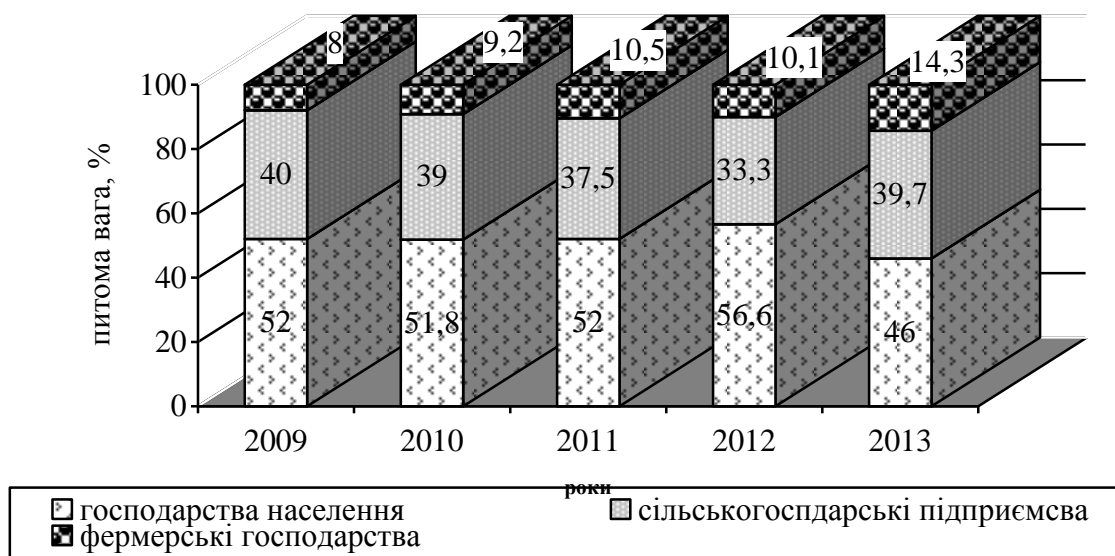 8 9,2 10,5 10,1 14,3
100
80
60
40
20
0
питома вага, %
40 39 37,5 33,3 39,7
52 51,8 52 56,6 46
2009 2010 2011 2012 2013
роки
господарства населення сільськогоспдарські підприємсва
фермерські господарства